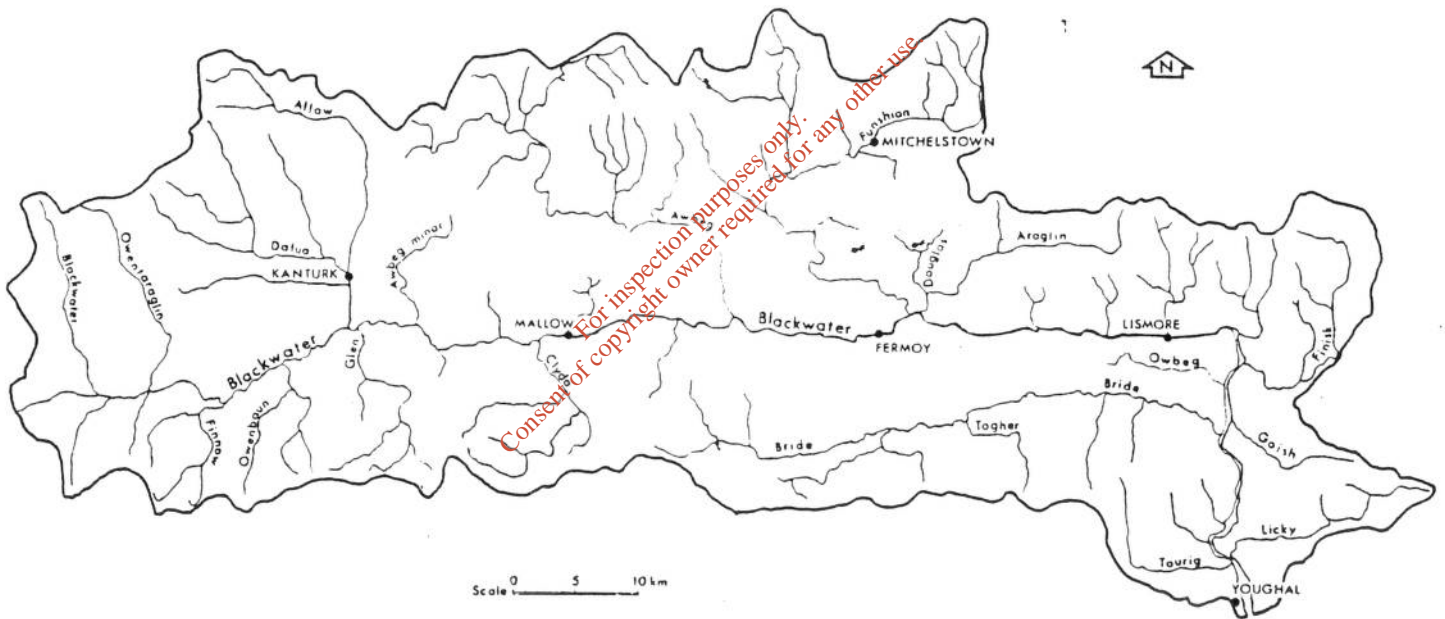 N
Allow
Funshian
MITCHELSTOWN
For inspection purposes only.
Consent of copyright owner required for any other use.
Awbeg
Owentaraglin
Blackwater
Dalua
KANTURK
Awbeg minor
Douglas
Araglin
MALLOW
Blackwater
FERMOY
LISMORE
Blackwater
Glen
Clyda
Owbeg
Finisk
Bride
Finnow
Owenbaun
Bride
Togher
Goish
Licky
Tourig
YOUGHAL
Scale 0 5 10 km